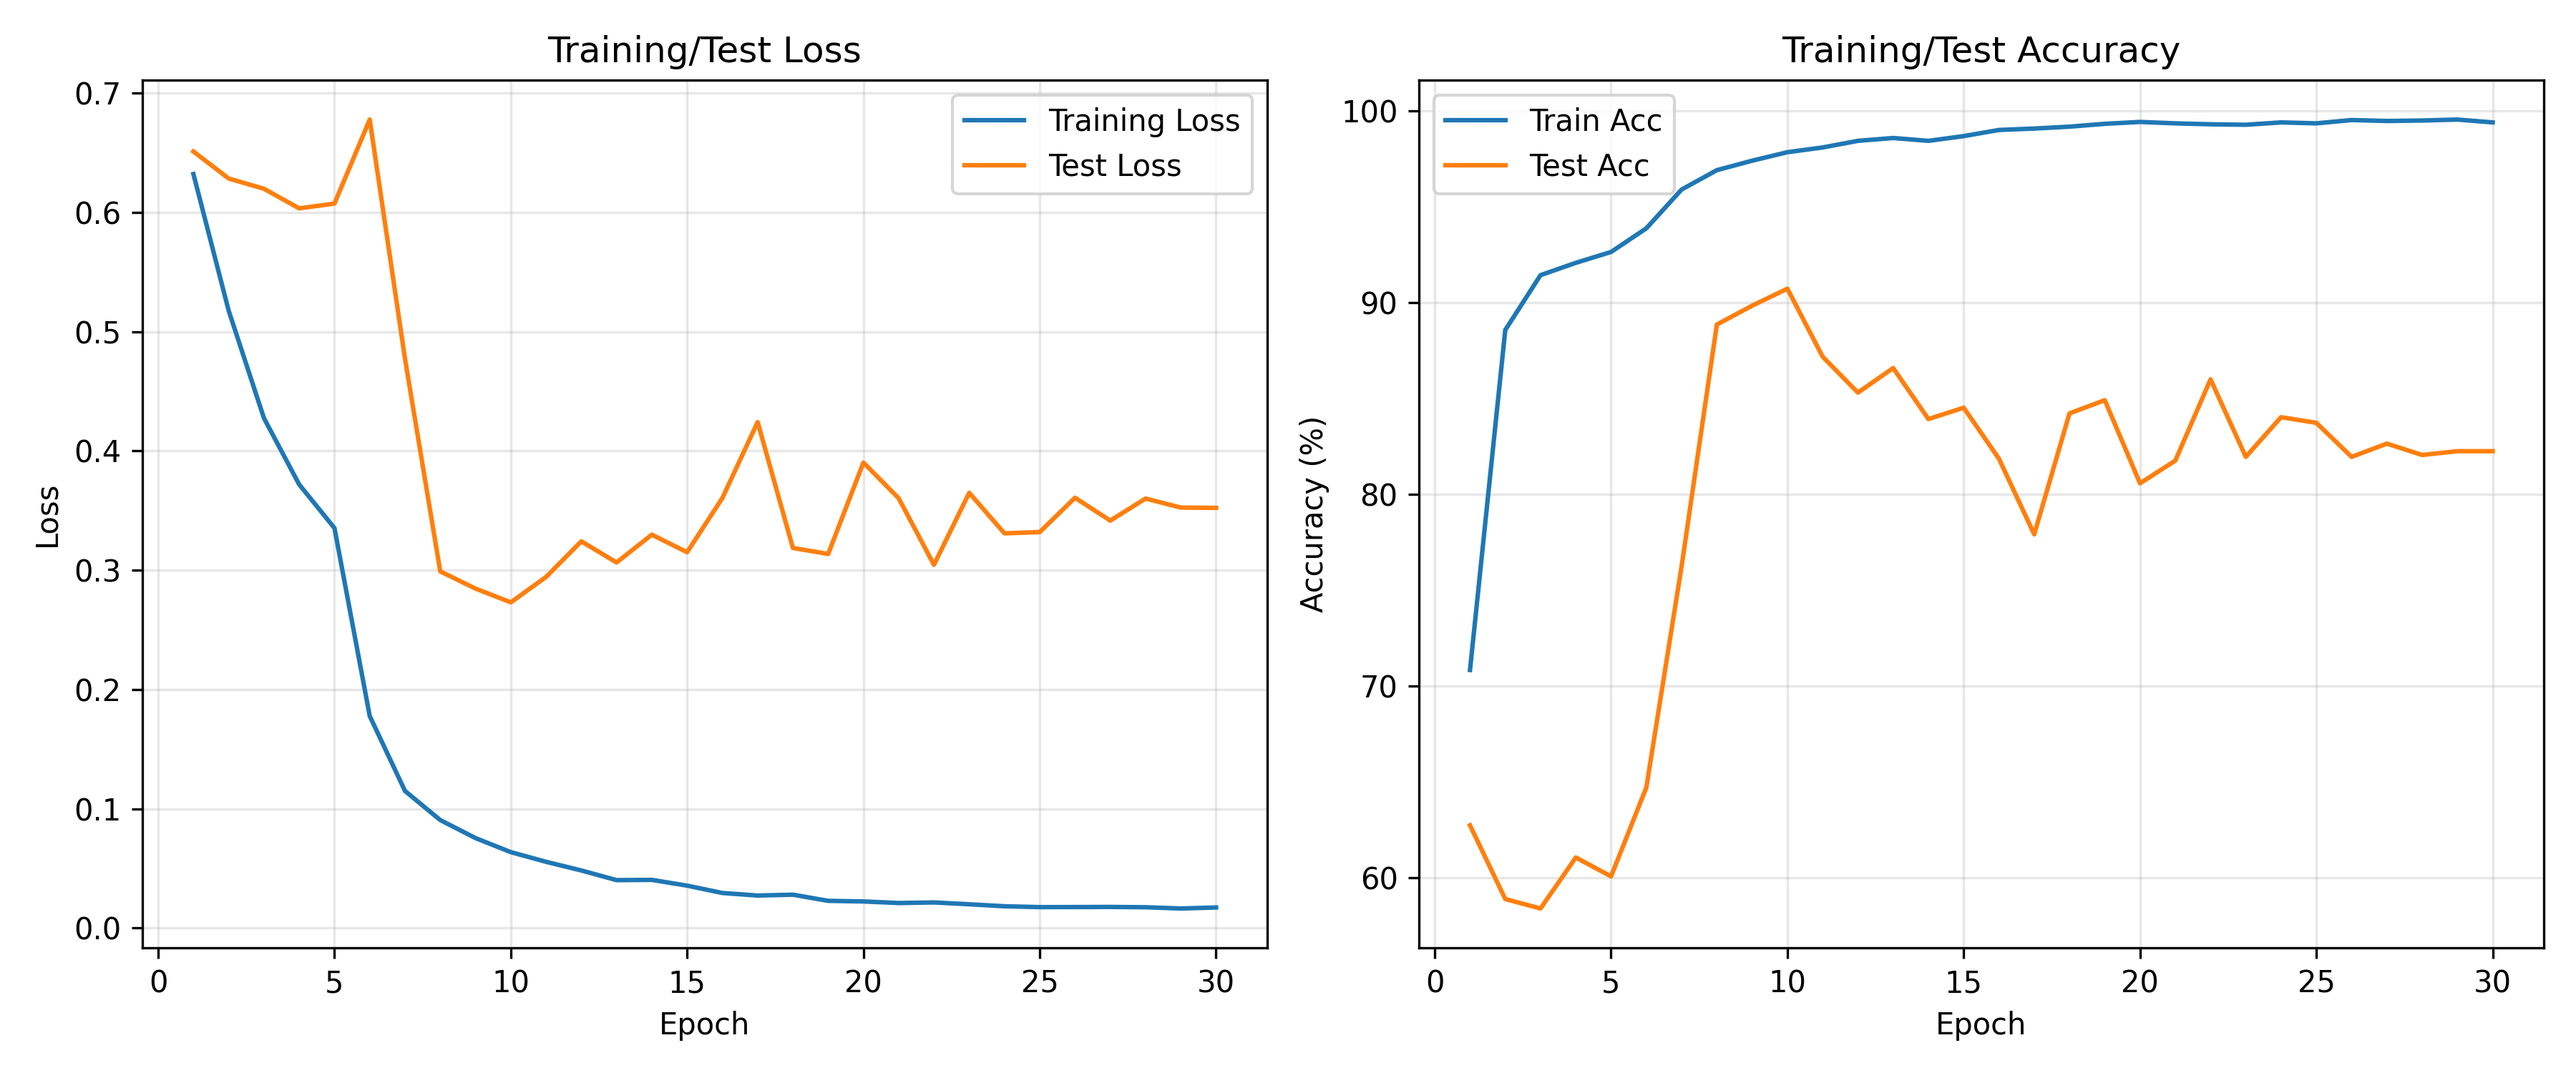 Training/Test Loss
Loss
0.7
0.6
0.5
0.4
0.3
0.2
0.1
0.0
Training Loss
Test Loss
0 5 10 15 20 25 30
Epoch
Training/Test Accuracy
Accuracy (%)
100
90
80
70
60
Train Acc
Test Acc
0 5 10 15 20 25 30
Epoch